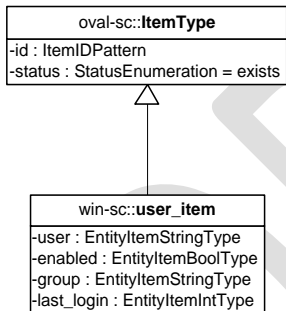 oval-sc::ItemType
-id : ItemIDPattern
-status : StatusEnumeration = exists
win-sc::user_item
-user : EntityItemStringType
-enabled : EntityItemBoolType
-group : EntityItemStringType
-last_login : EntityItemIntType